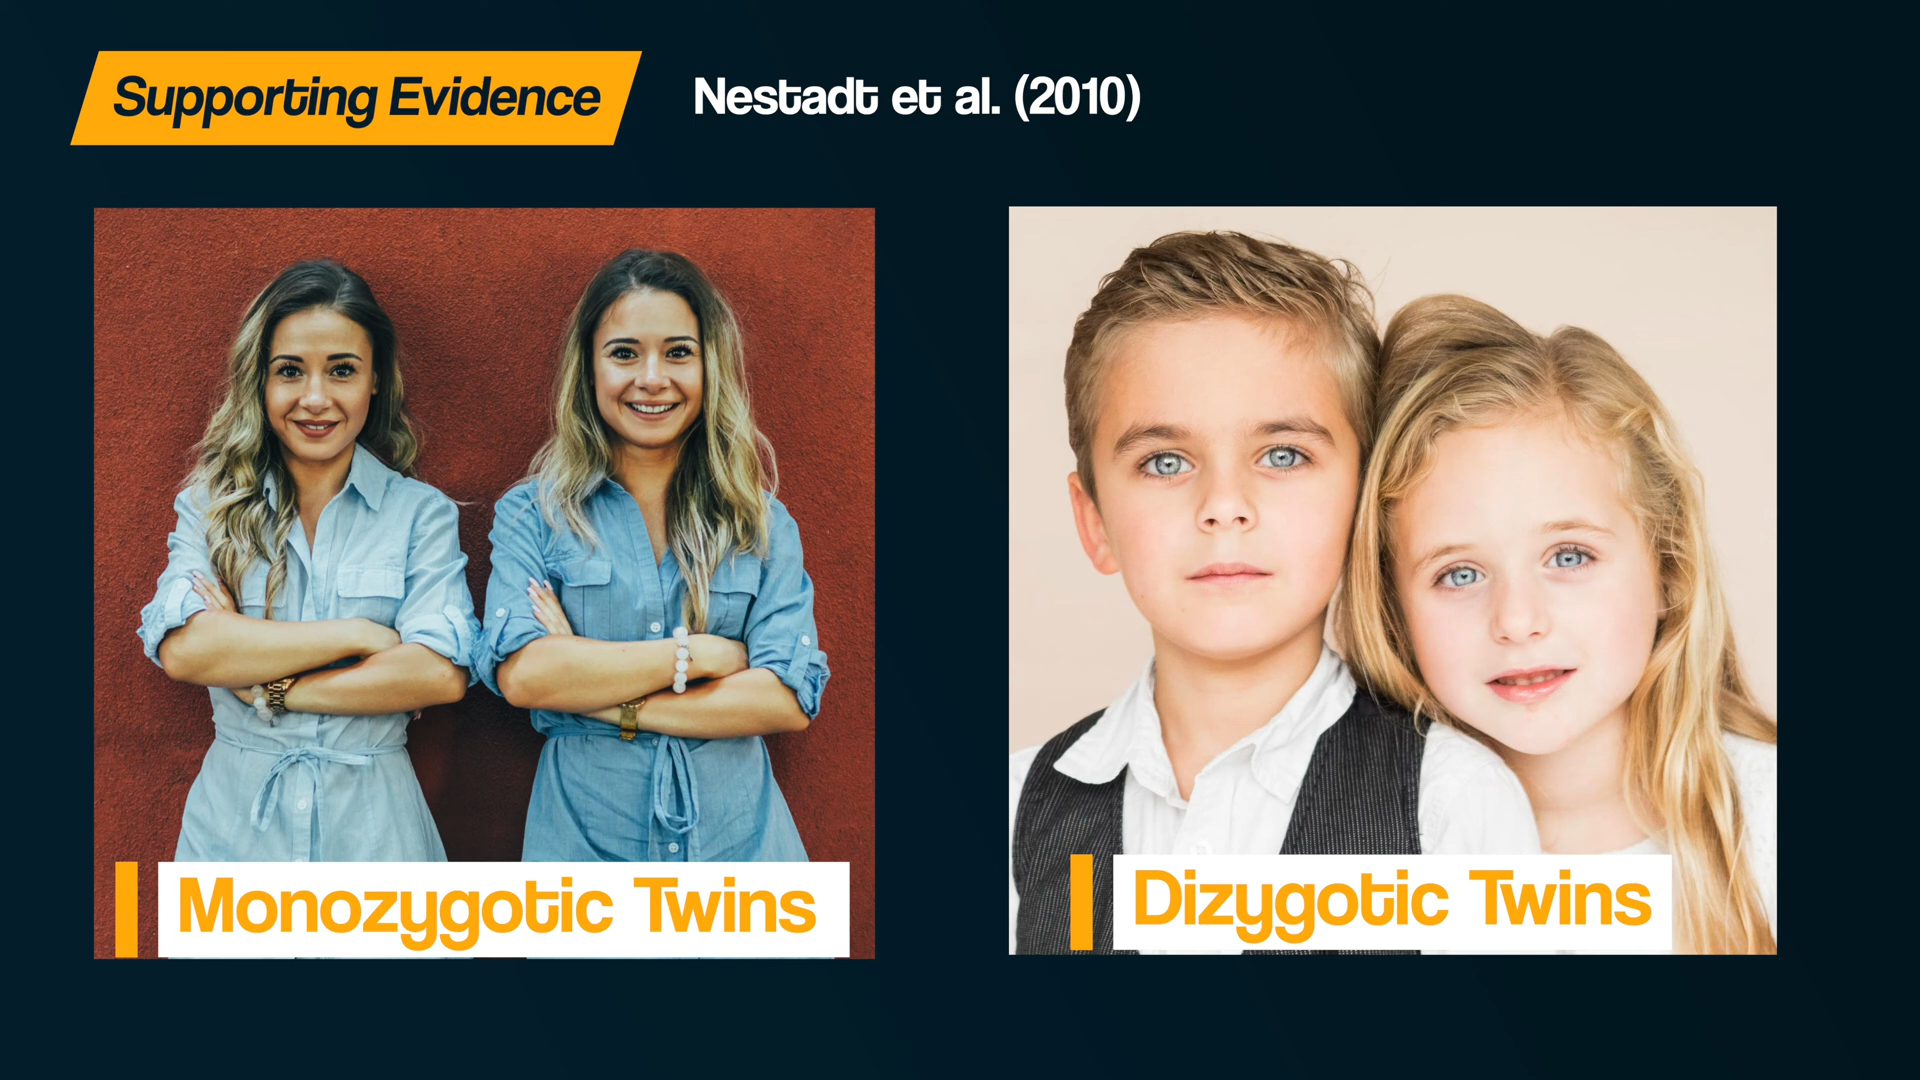 Supporting Evidence
Nestadt et al. (2010)
Monozygotic Twins
Dizygotic Twins